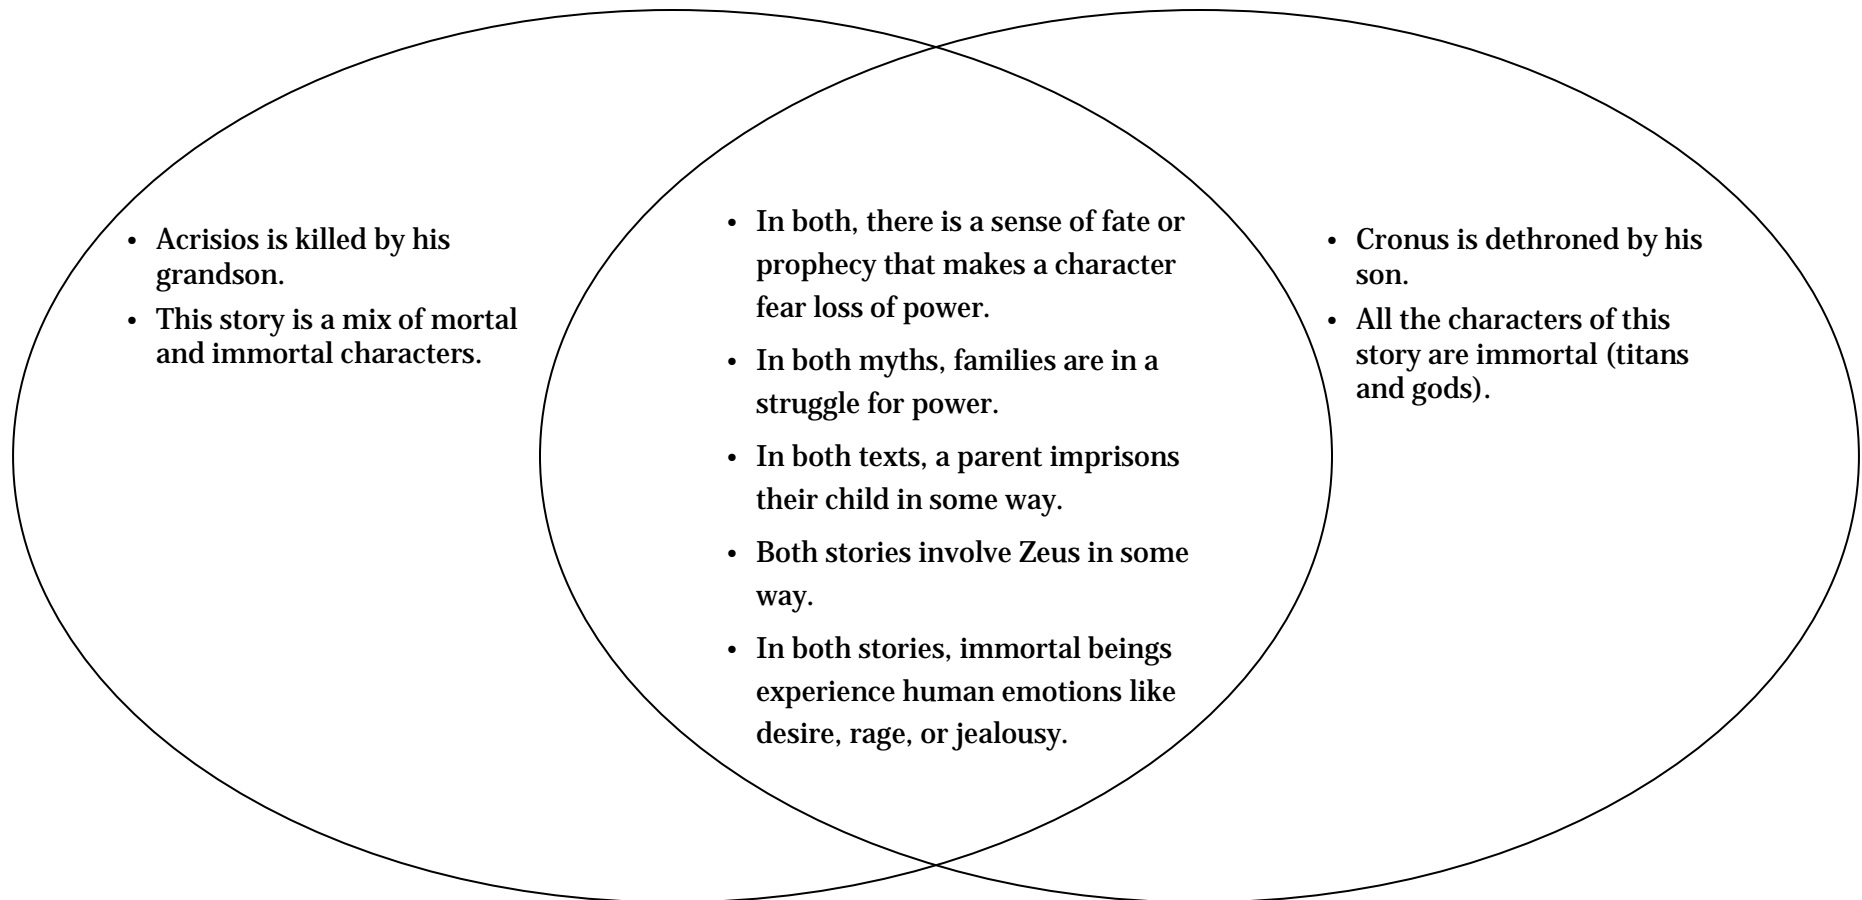 • Acrisios is killed by his
grandson.
• This story is a mix of mortal
and immortal characters.
• In both, there is a sense of fate or
prophecy that makes a character
fear loss of power.
• In both myths, families are in a
struggle for power.
• In both texts, a parent imprisons
their child in some way.
• Both stories involve Zeus in some
way.
• In both stories, immortal beings
experience human emotions like
desire, rage, or jealousy.
• Cronus is dethroned by his
son.
• All the characters of this
story are immortal (titans
and gods).